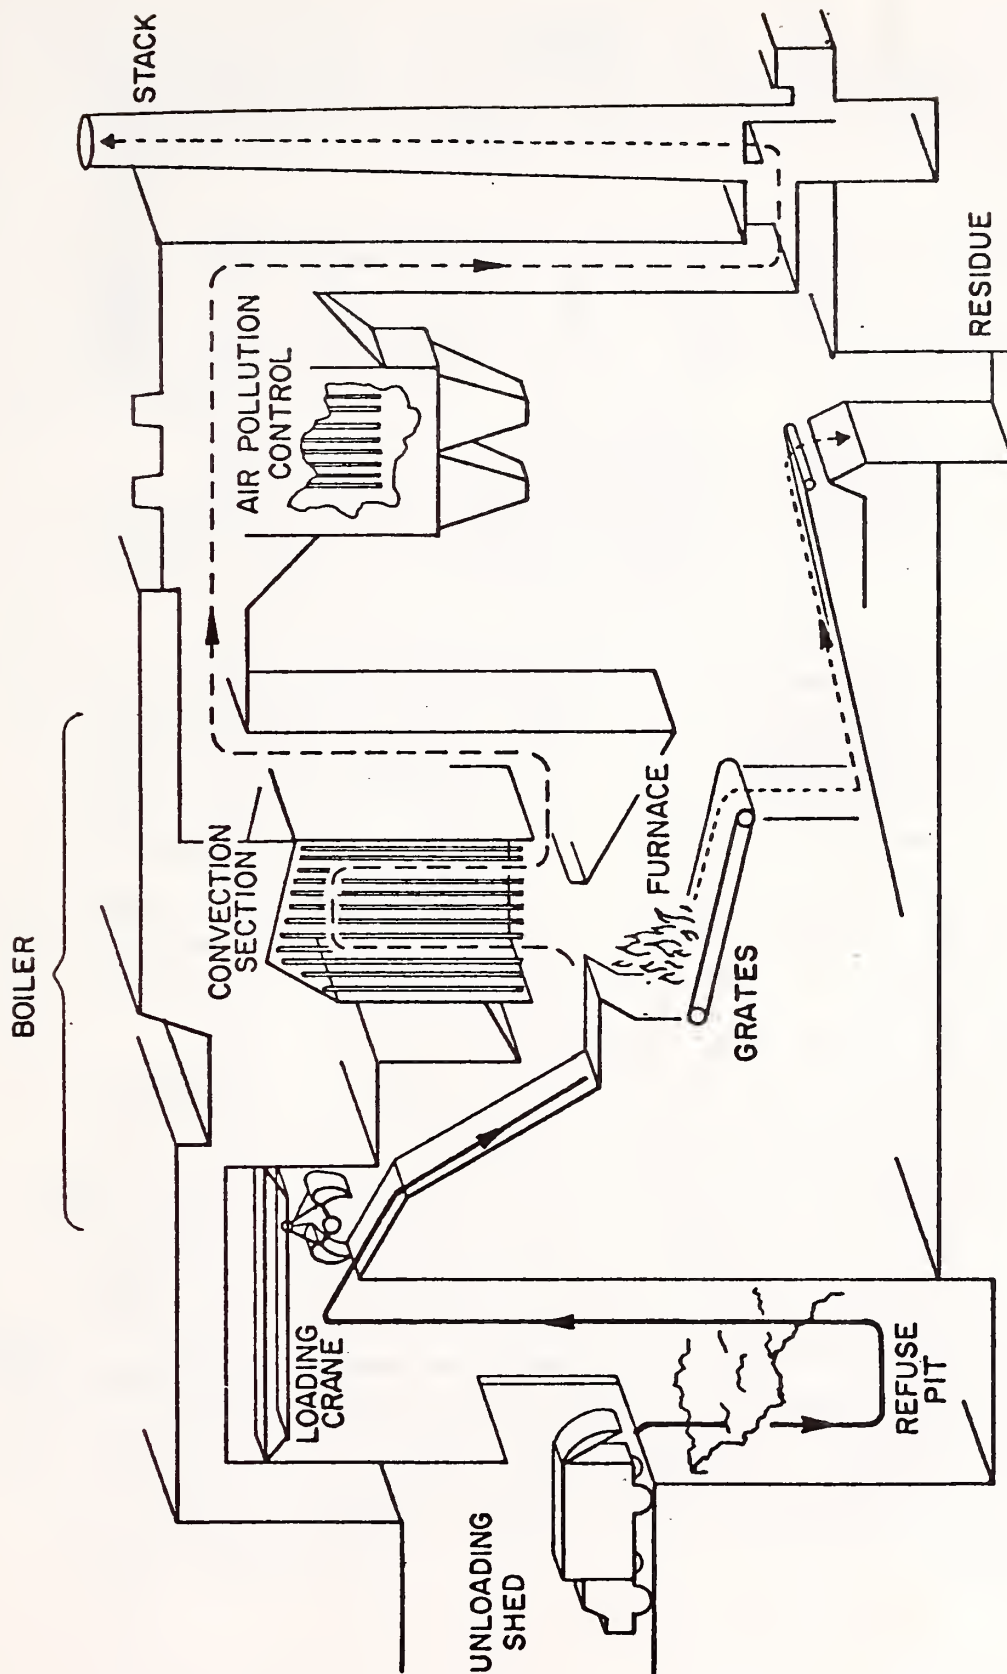 BOILER
STACK
CONVECTION
SECTION
AIR POLLUTION
CONTROL
LOADING
CRANE
UNLOADING
SHED
FURNACE
GRATES
REFUSE
PIT
RESIDUE